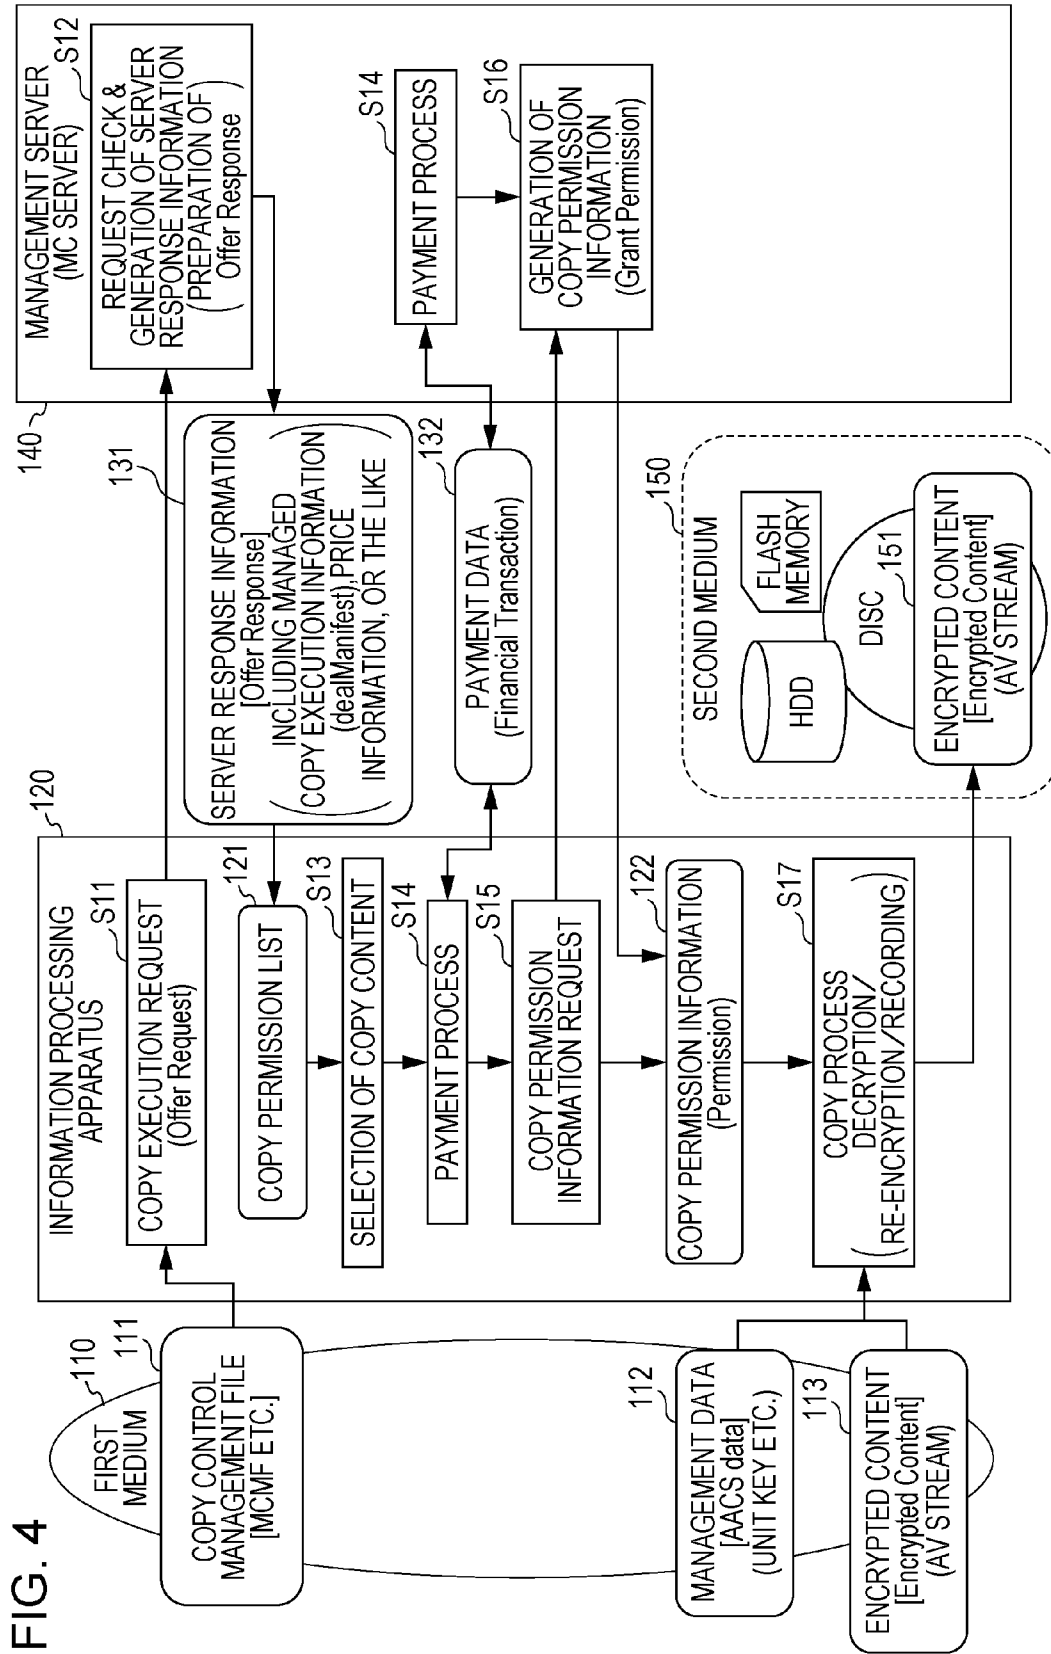 FIG. 4
110
FIRST
MEDIUM
111
COPY CONTROL
MANAGEMENT FILE
[MCMF ETC.]
112
MANAGEMENT DATA
[AACS data]
(UNIT KEY ETC.)
113
ENCRYPTED CONTENT
[Encrypted Content]
(AV STREAM)
120
INFORMATION PROCESSING
APPARATUS
S11
COPY EXECUTION REQUEST
(Offer Request)
121
COPY PERMISSION LIST
S13
SELECTION OF COPY CONTENT
S14
PAYMENT PROCESS
S15
COPY PERMISSION
INFORMATION REQUEST
122
COPY PERMISSION INFORMATION
(Permission)
S17
COPY PROCESS
(DECRYPTION/
RE-ENCRYPTION/RECORDING)
131
SERVER RESPONSE INFORMATION
[Offer Response]
(INCLUDING MANAGED
COPY EXECUTION INFORMATION
(dealManifest),PRICE
INFORMATION, OR THE LIKE)
132
PAYMENT DATA
(Financial Transaction)
150
SECOND MEDIUM
HDD
FLASH
MEMORY
DISC
151
ENCRYPTED CONTENT
[Encrypted Content]
(AV STREAM)
140
MANAGEMENT SERVER
(MC SERVER)
S12
REQUEST CHECK &
GENERATION OF SERVER
RESPONSE INFORMATION
(PREPARATION OF
Offer Response)
S14
PAYMENT PROCESS
S16
GENERATION OF
COPY PERMISSION
INFORMATION
(Grant Permission)